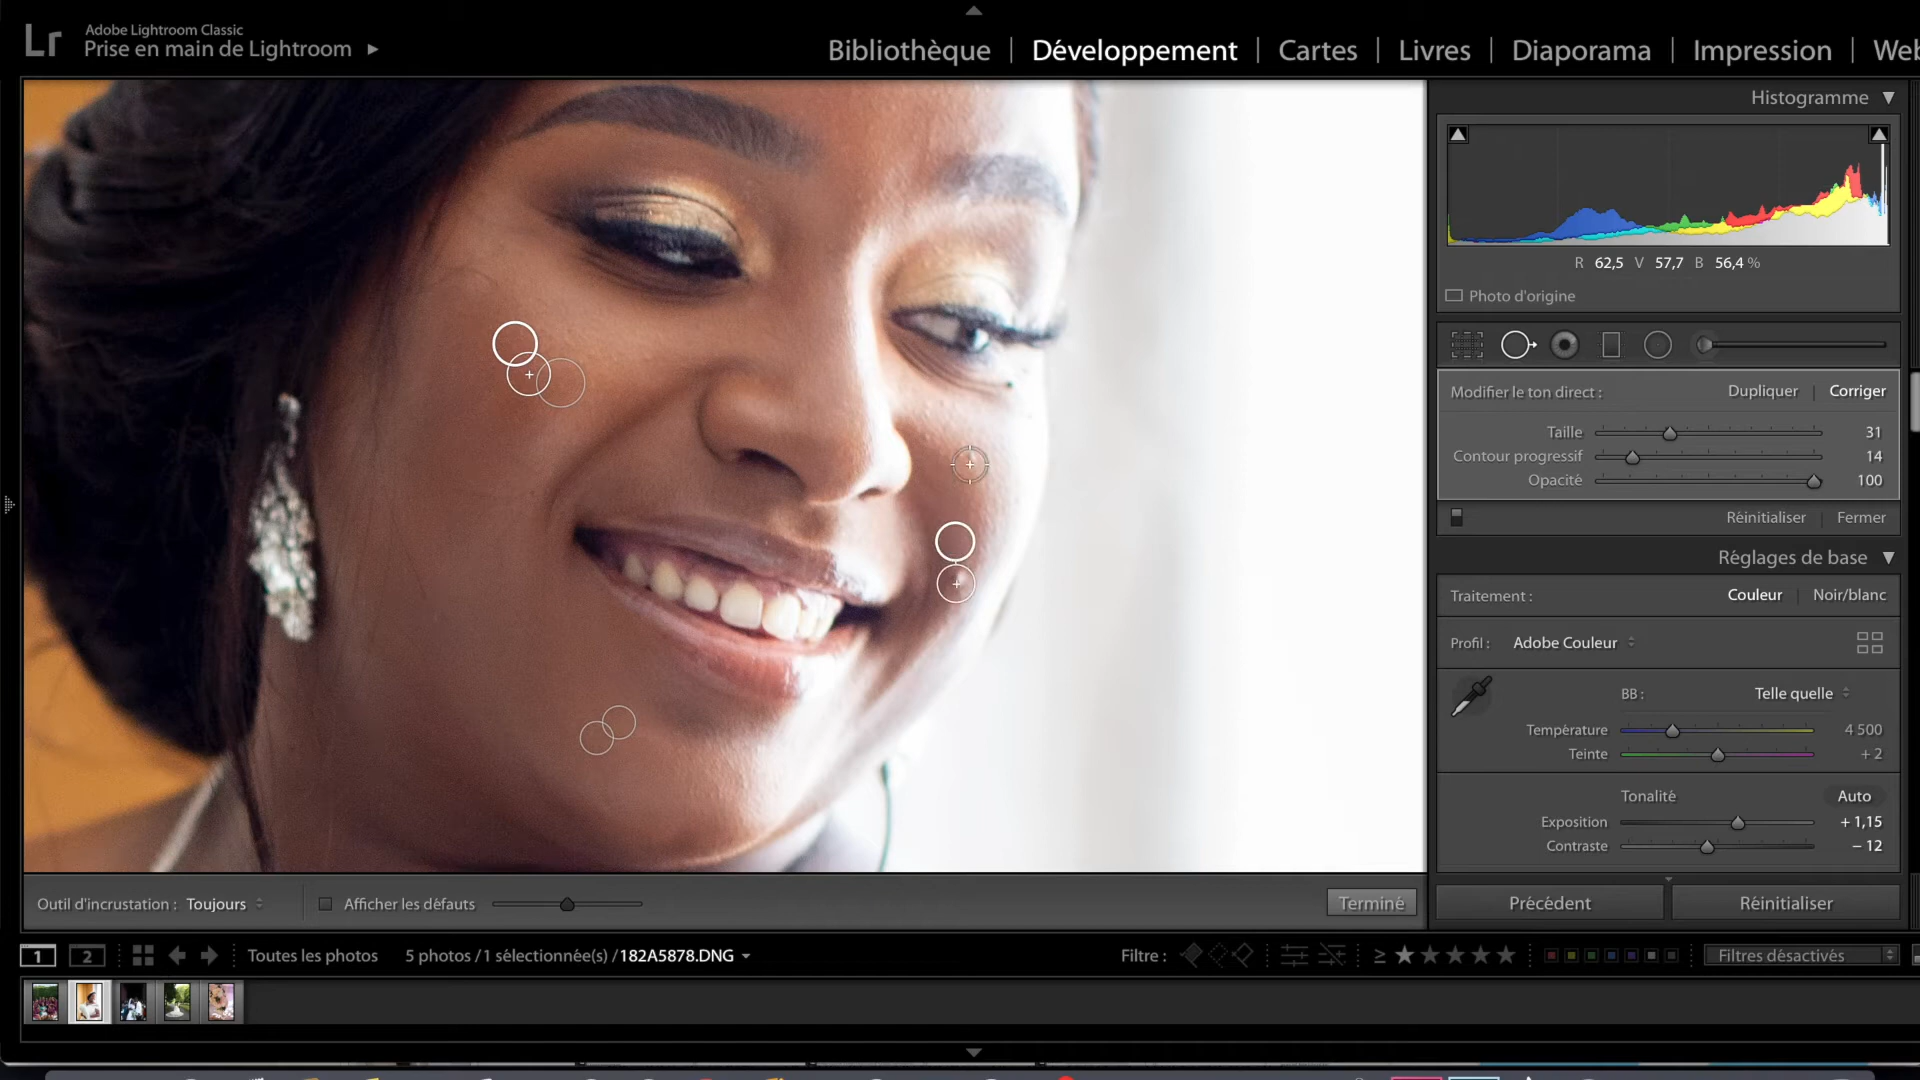 Lr
Adobe Lightroom Classic
Prise en main de Lightroom
Bibliothèque | Développement | Cartes | Livres | Diaporama | Impression | Web
Histogramme
R 62,5 V 57,7 B 56,4 %
Photo d'origine
Modifier le ton direct : Dupliquer | Corriger
Taille 31
Contour progressif 14
Opacité 100
Réinitialiser | Fermer
Réglages de base
Traitement : Couleur | Noir/blanc
Profil : Adobe Couleur
BB : Telle quelle
Température 4 500
Teinte + 2
Tonalité Auto
Exposition + 1,15
Contraste – 12
Outil d'incrustation : Toujours Afficher les défauts Terminé
Précédent Réinitialiser
1 2 Toutes les photos 5 photos /1 sélectionnée(s) /182A5878.DNG Filtre : ≥ Filtres désactivés